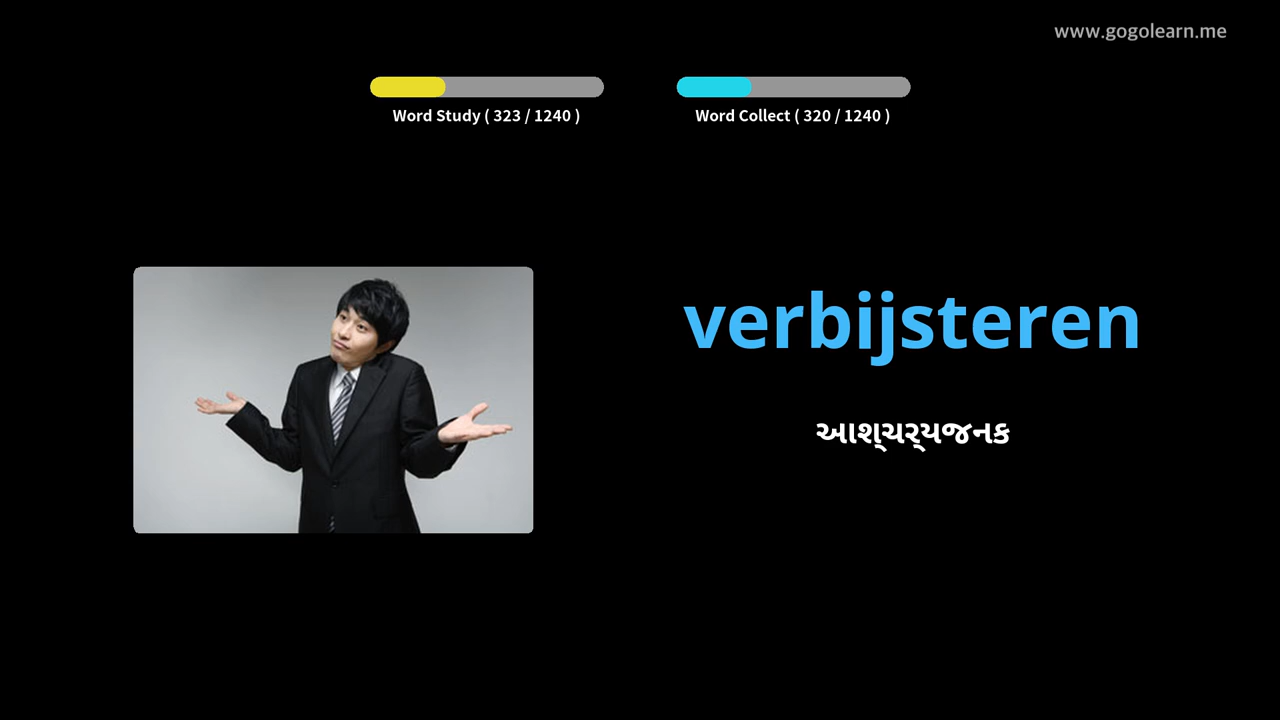 www.gogolearn.me
Word Study ( 323 / 1240 )
Word Collect ( 320 / 1240 )
verbijsteren
આશ્ચર્યજનક